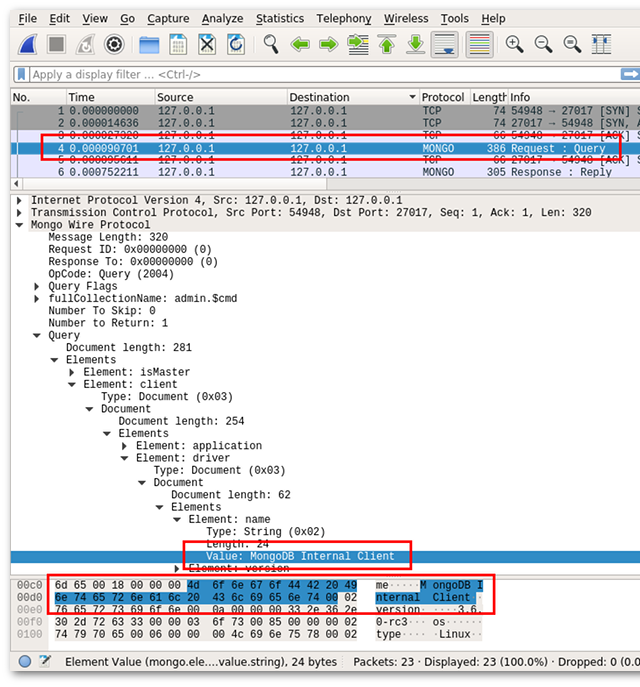 File Edit View Go Capture Analyze Statistics Telephony Wireless Tools Help
Apply a display filter ... <Ctrl-/>
No. Time Source Destination Protocol Length Info
1 0.000000000 127.0.0.1 127.0.0.1 TCP 74 54948 → 27017 [SYN] S
2 0.000014636 127.0.0.1 127.0.0.1 TCP 74 27017 → 54948 [SYN, A
3 0.000027320 127.0.0.1 127.0.0.1 TCP 66 54948 → 27017 [ACK] S
4 0.000090701 127.0.0.1 127.0.0.1 MONGO 386 Request : Query
5 0.000095611 127.0.0.1 127.0.0.1 TCP 66 27017 → 54948 [ACK] S
6 0.000752211 127.0.0.1 127.0.0.1 MONGO 305 Response : Reply
Internet Protocol Version 4, Src: 127.0.0.1, Dst: 127.0.0.1
Transmission Control Protocol, Src Port: 54948, Dst Port: 27017, Seq: 1, Ack: 1, Len: 320
Mongo Wire Protocol
Message Length: 320
Request ID: 0x00000000 (0)
Response To: 0x00000000 (0)
OpCode: Query (2004)
Query Flags
fullCollectionName: admin.$cmd
Number To Skip: 0
Number to Return: 1
Query
Document length: 281
Elements
Element: isMaster
Element: client
Type: Document (0x03)
Document
Document length: 254
Elements
Element: application
Element: driver
Type: Document (0x03)
Document
Document length: 62
Elements
Element: name
Type: String (0x02)
Length: 24
Value: MongoDB Internal Client
Element: version
00c0 6d 65 00 18 00 00 00 4d 6f 6e 67 6f 44 42 20 49 me·····M ongoDB I
00d0 6e 74 65 72 6e 61 6c 20 43 6c 69 65 6e 74 00 02 nternal Client··
00e0 76 65 72 73 69 6f 6e 00 0a 00 00 00 33 2e 36 2e version· ····3.6.
00f0 30 2d 72 63 33 00 00 03 6f 73 00 85 00 00 00 02 0-rc3··· os······
0100 74 79 70 65 00 06 00 00 00 4c 69 6e 75 78 00 02 type···· ·Linux··
Element Value (mongo.ele....value.string), 24 bytes Packets: 23 · Displayed: 23 (100.0%) · Dropped: 0 (0.0